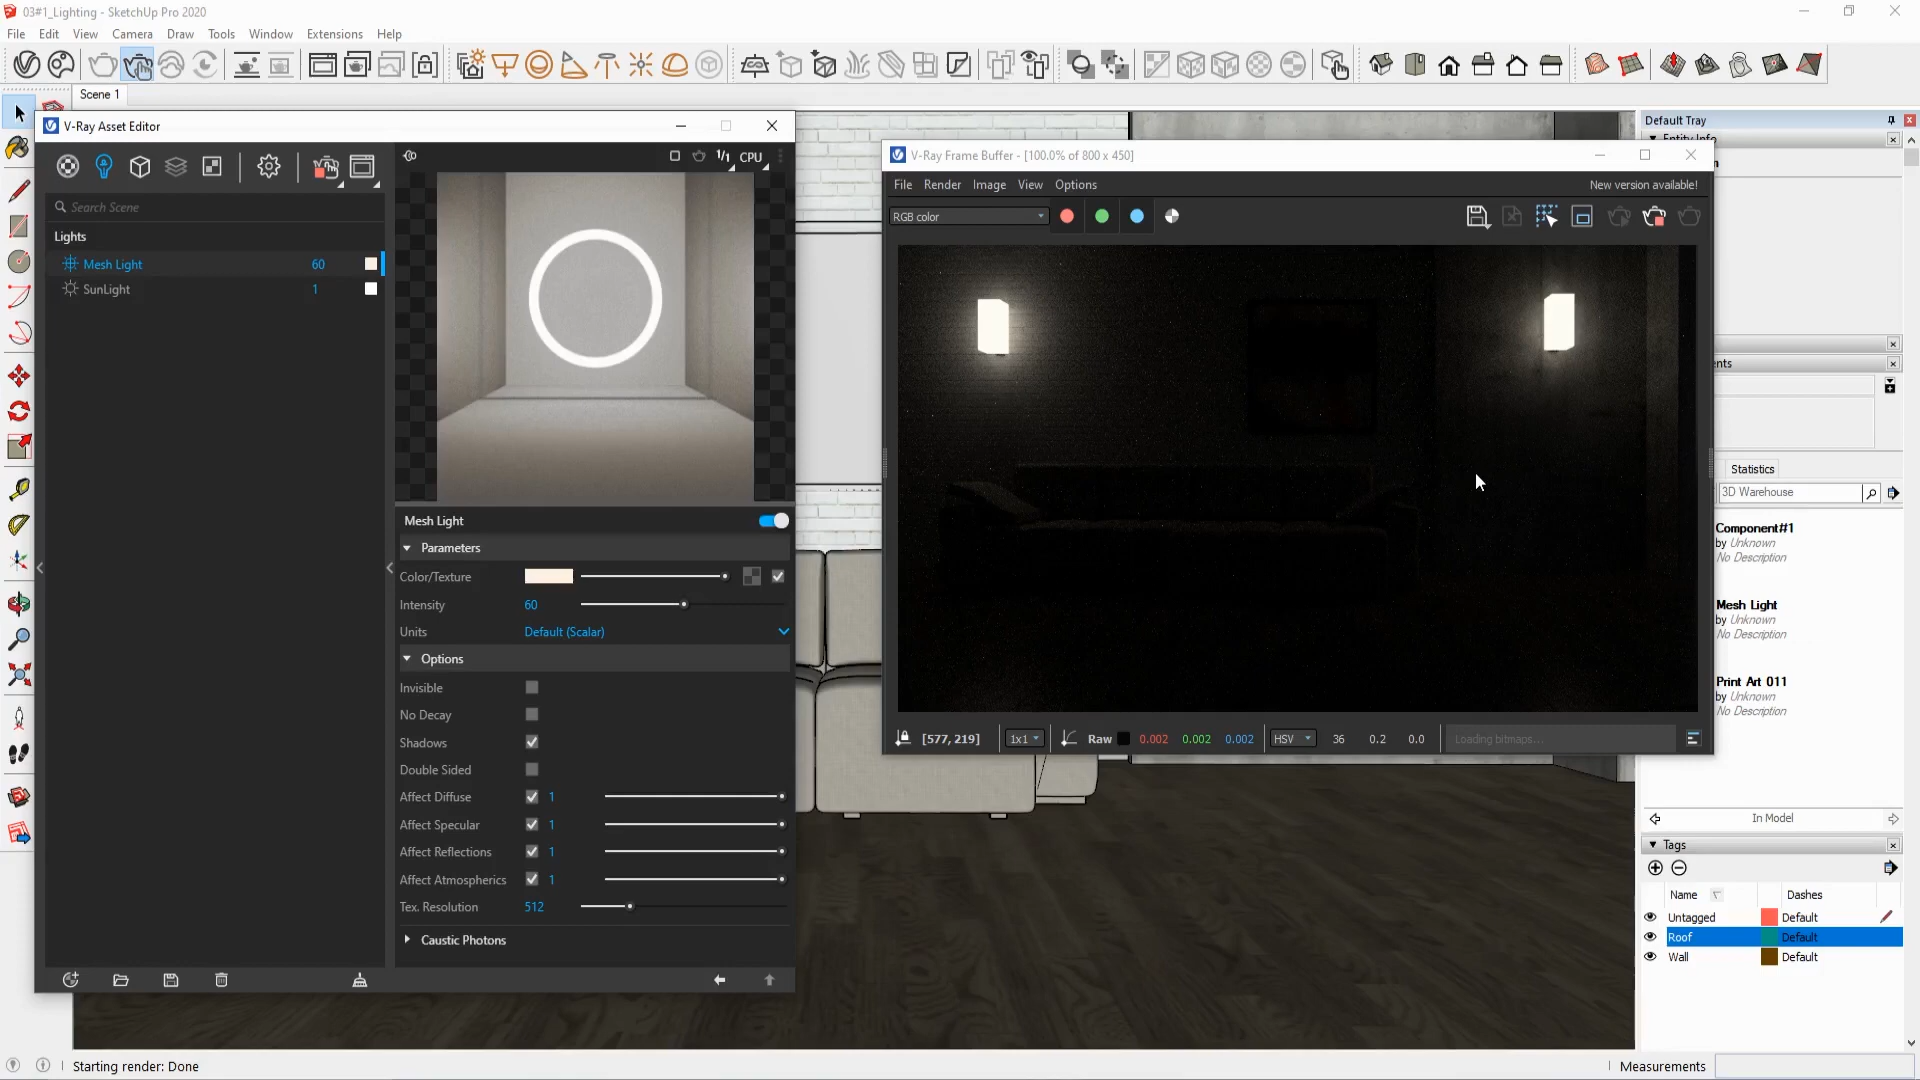 03#1_Lighting - SketchUp Pro 2020
File Edit View Camera Draw Tools Window Extensions Help
Scene 1
V-Ray Asset Editor
1/1 CPU
Search Scene
Lights
Mesh Light 60
SunLight 1
Mesh Light
Parameters
Color/Texture
Intensity 60
Units Default (Scalar)
Options
Invisible
No Decay
Shadows
Double Sided
Affect Diffuse 1
Affect Specular 1
Affect Reflections 1
Affect Atmospherics 1
Tex. Resolution 512
Caustic Photons
V-Ray Frame Buffer - [100.0% of 800 x 450]
File Render Image View Options New version available!
RGB color
[577, 219] 1x1 Raw 0.002 0.002 0.002 HSV 36 0.2 0.0 Loading bitmaps...
Default Tray
Entity Info
Statistics
3D Warehouse
Component#1
by Unknown
No Description
Mesh Light
by Unknown
No Description
Print Art 011
by Unknown
No Description
In Model
Tags
Name Dashes
Untagged Default
Roof Default
Wall Default
Starting render: Done
Measurements